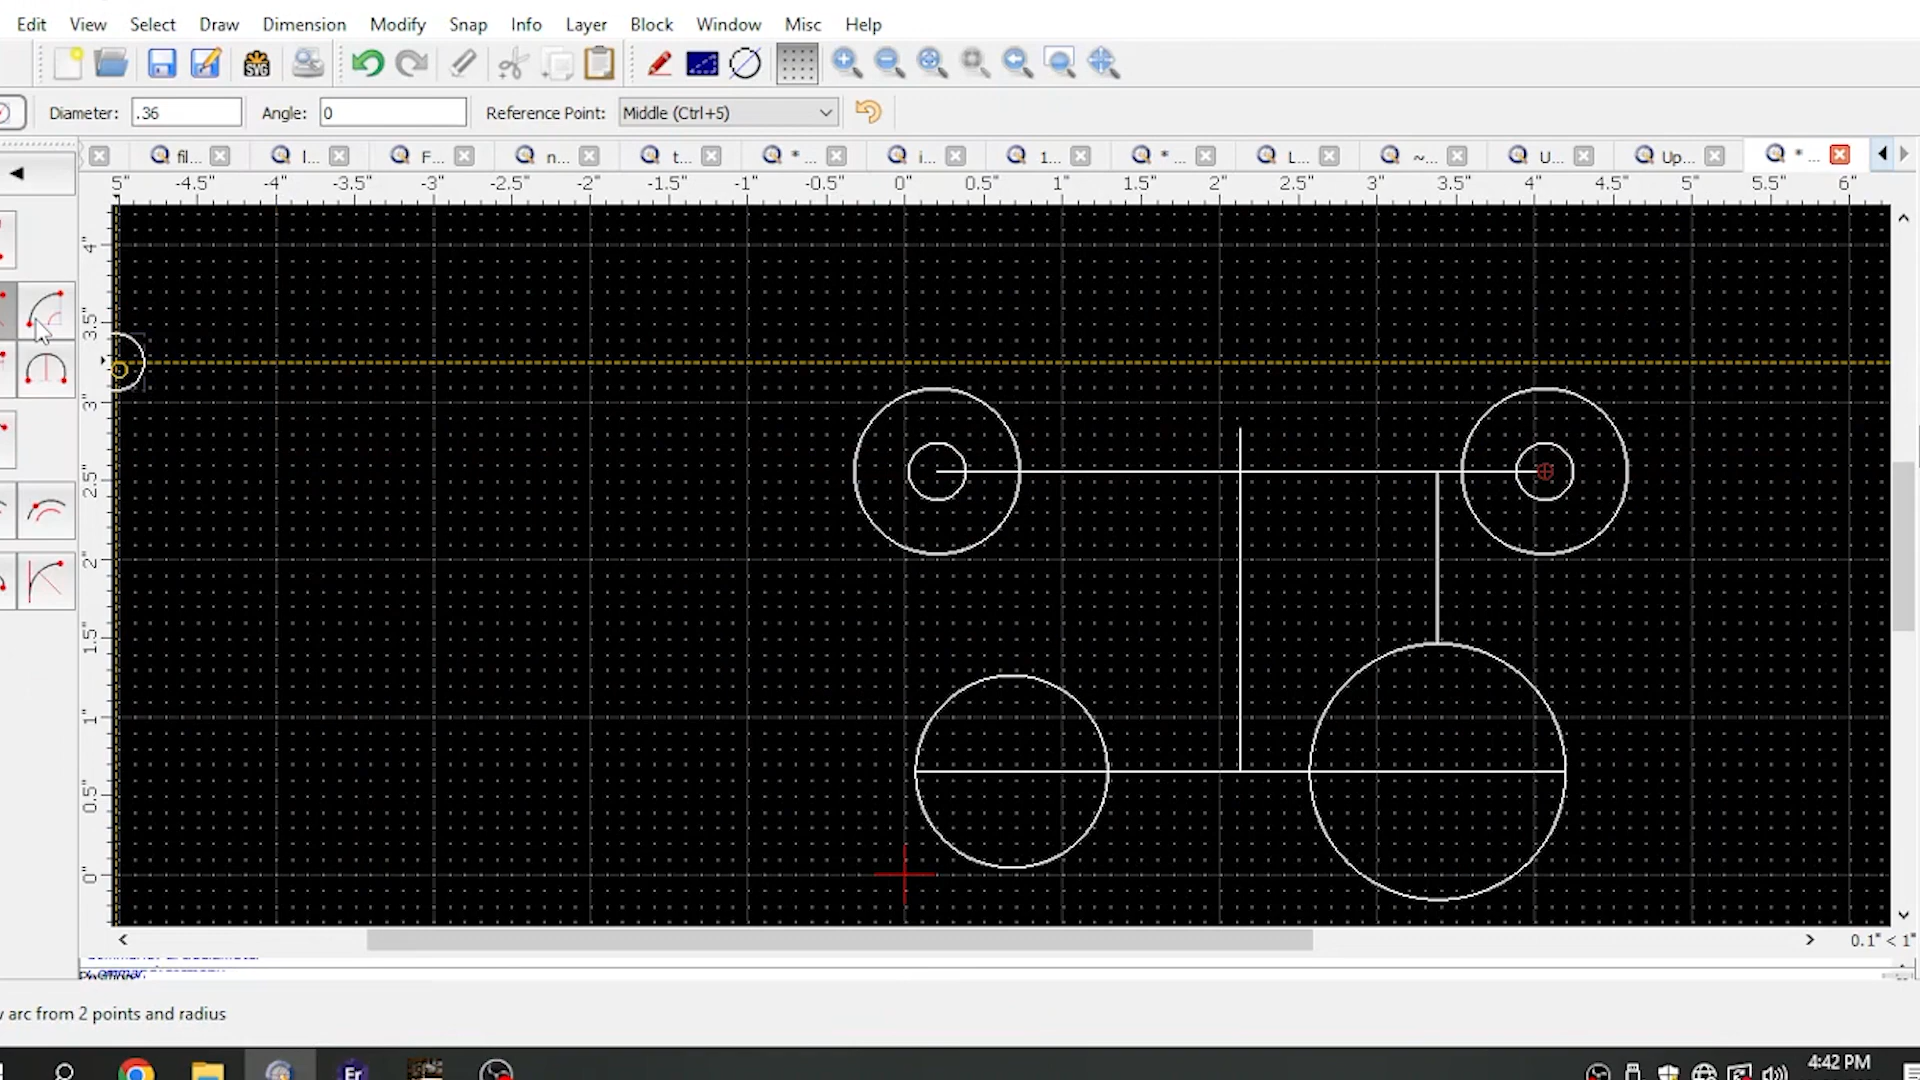 Edit View Select Draw Dimension Modify Snap Info Layer Block Window Misc Help
SVG
Diameter: .36 Angle: 0 Reference Point: Middle (Ctrl+5)
fil... l... F... n... t... * ... i... 1... * ... L... ~... U... Up... * ...
5" -4.5" -4" -3.5" -3" -2.5" -2" -1.5" -1" -0.5" 0" 0.5" 1" 1.5" 2" 2.5" 3" 3.5" 4" 4.5" 5" 5.5" 6"
4"
3.5"
3"
2.5"
2"
1.5"
1"
0.5"
0"
0.1" < 1"
arc from 2 points and radius
Er
4:42 PM